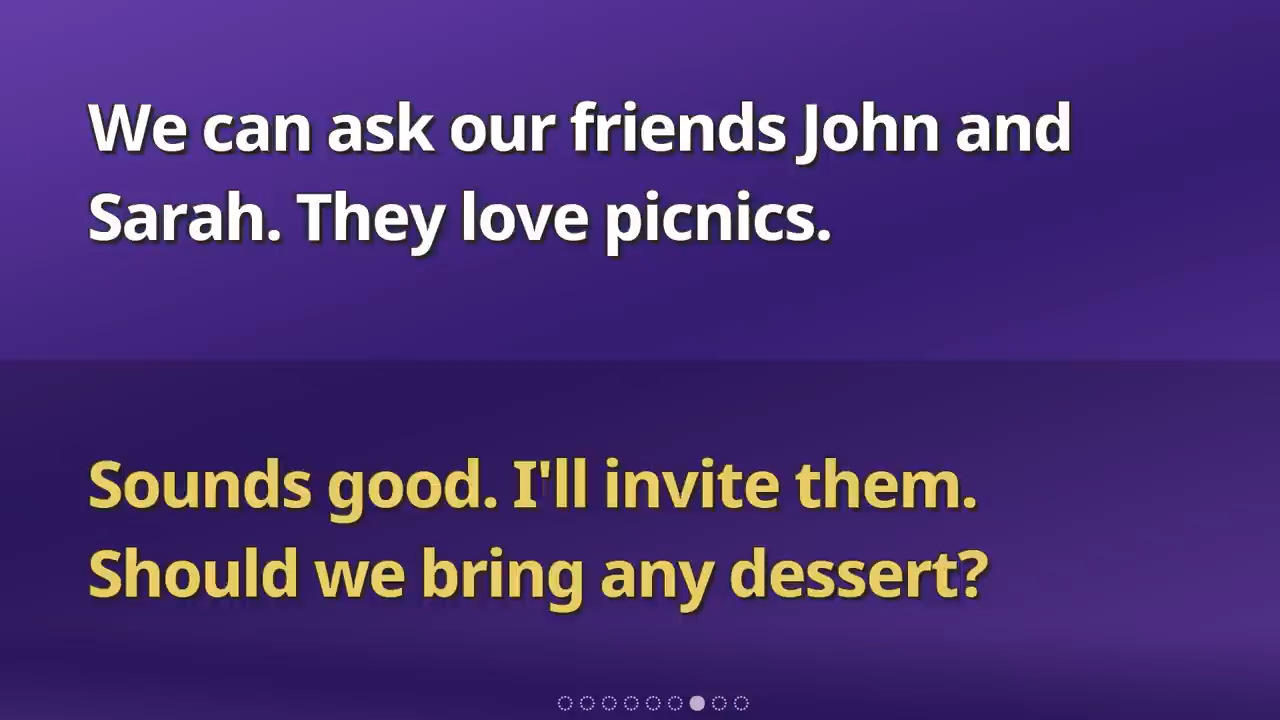 We can ask our friends John and
Sarah. They love picnics.
Sounds good. I'll invite them.
Should we bring any dessert?